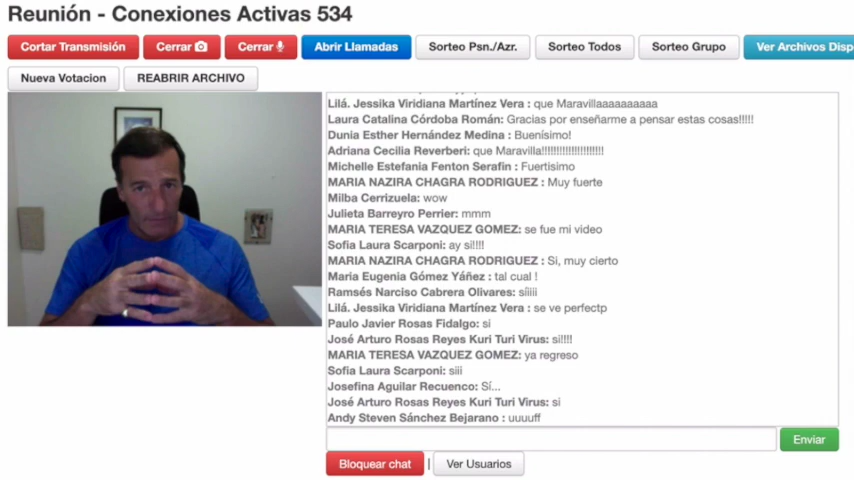 Reunión - Conexiones Activas 534
Cortar Transmisión Cerrar Cerrar Abrir Llamadas Sorteo Psn./Azr. Sorteo Todos Sorteo Grupo Ver Archivos Disp
Nueva Votacion REABRIR ARCHIVO
Lilá. Jessika Viridiana Martínez Vera : que Maravillaaaaaaaaaa
Laura Catalina Córdoba Román: Gracias por enseñarme a pensar estas cosas!!!!!
Dunia Esther Hernández Medina : Buenísimo!
Adriana Cecilia Reverberi: que Maravilla!!!!!!!!!!!!!!!!!!!!!!
Michelle Estefania Fenton Serafin : Fuertisimo
MARIA NAZIRA CHAGRA RODRIGUEZ : Muy fuerte
Milba Cerrizuela: wow
Julieta Barreyro Perrier: mmm
MARIA TERESA VAZQUEZ GOMEZ: se fue mi video
Sofia Laura Scarponi: ay si!!!!
MARIA NAZIRA CHAGRA RODRIGUEZ : Si, muy cierto
Maria Eugenia Gómez Yáñez : tal cual !
Ramsés Narciso Cabrera Olivares: síiiii
Lilá. Jessika Viridiana Martínez Vera : se ve perfectp
Paulo Javier Rosas Fidalgo: si
José Arturo Rosas Reyes Kuri Turi Virus: si!!!!
MARIA TERESA VAZQUEZ GOMEZ: ya regreso
Sofia Laura Scarponi: siii
Josefina Aguilar Recuenco: Sí...
José Arturo Rosas Reyes Kuri Turi Virus: si
Andy Steven Sánchez Bejarano : uuuuff
Enviar
Bloquear chat | Ver Usuarios